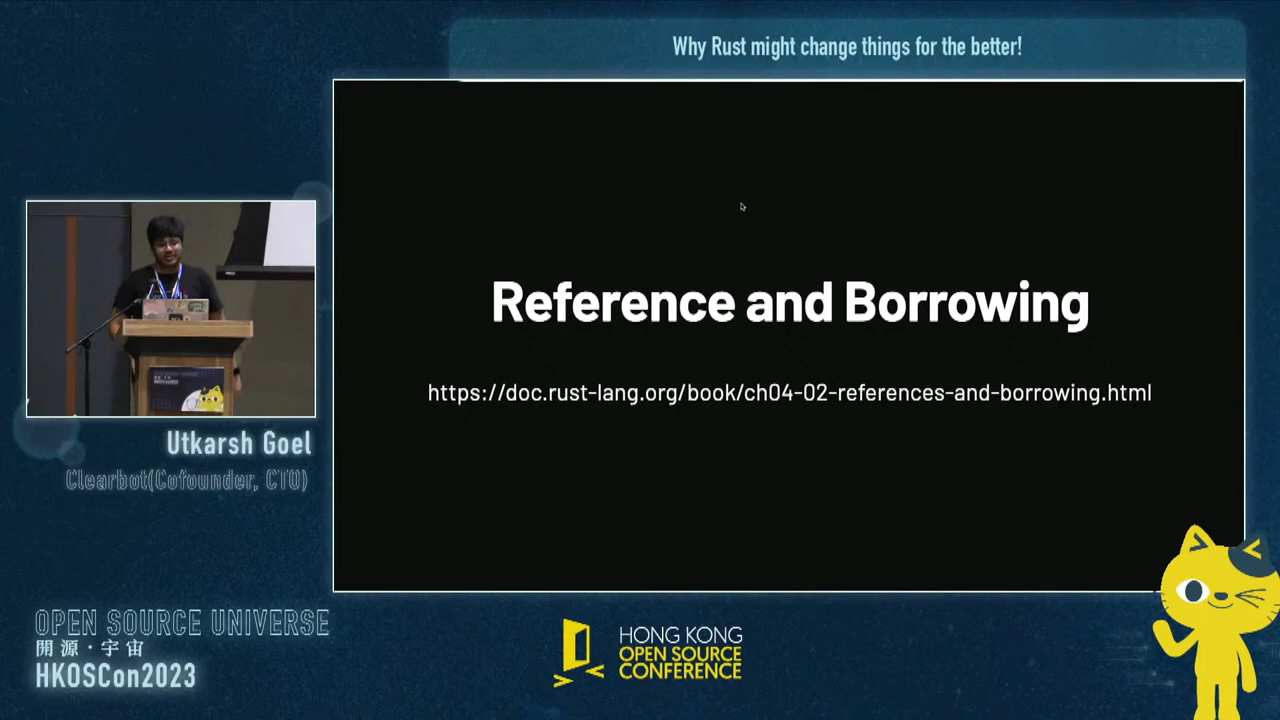 Why Rust might change things for the better!
Reference and Borrowing
https://doc.rust-lang.org/book/ch04-02-references-and-borrowing.html
Utkarsh Goel
Clearbot(Cofounder, CTO)
OPEN SOURCE UNIVERSE
開源·宇宙
HKOSCon2023
HONG KONG
OPEN SOURCE
CONFERENCE